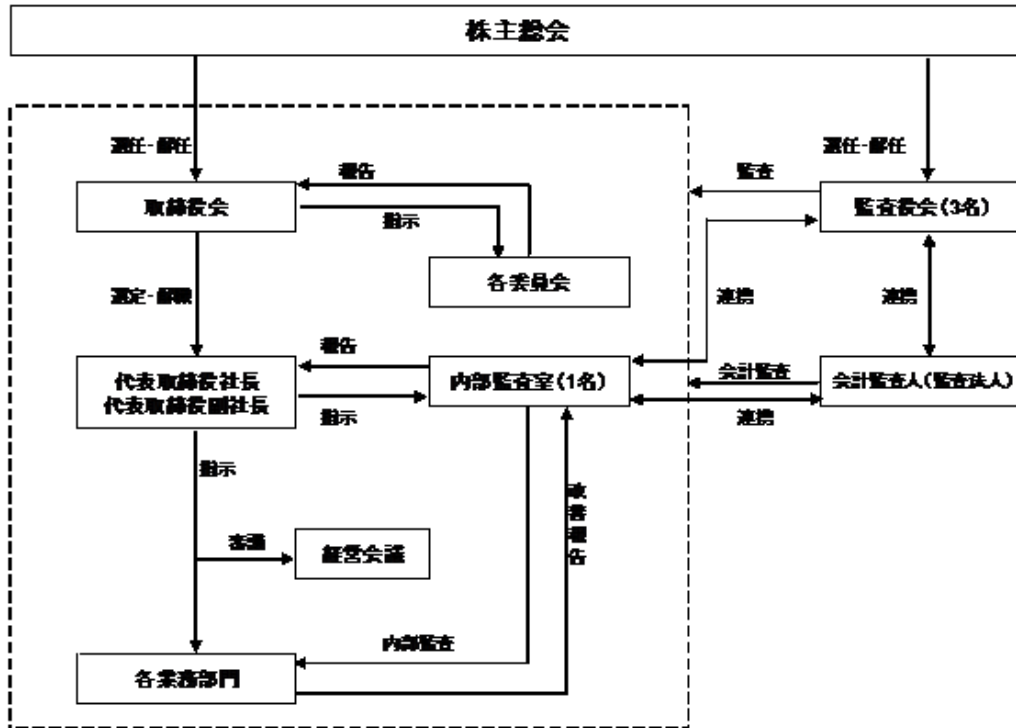 株主総会
選任・解任
選任・解任
報告
監査
取締役会
監査役会(3名)
指示
各委員会
選定・解職
連携
連携
報告
代表取締役社長
代表取締役副社長
内部監査室(1名)
会計監査
会計監査人(監査法人)
指示
連携
指示
改善報告
審議
経営会議
内部監査
各業務部門